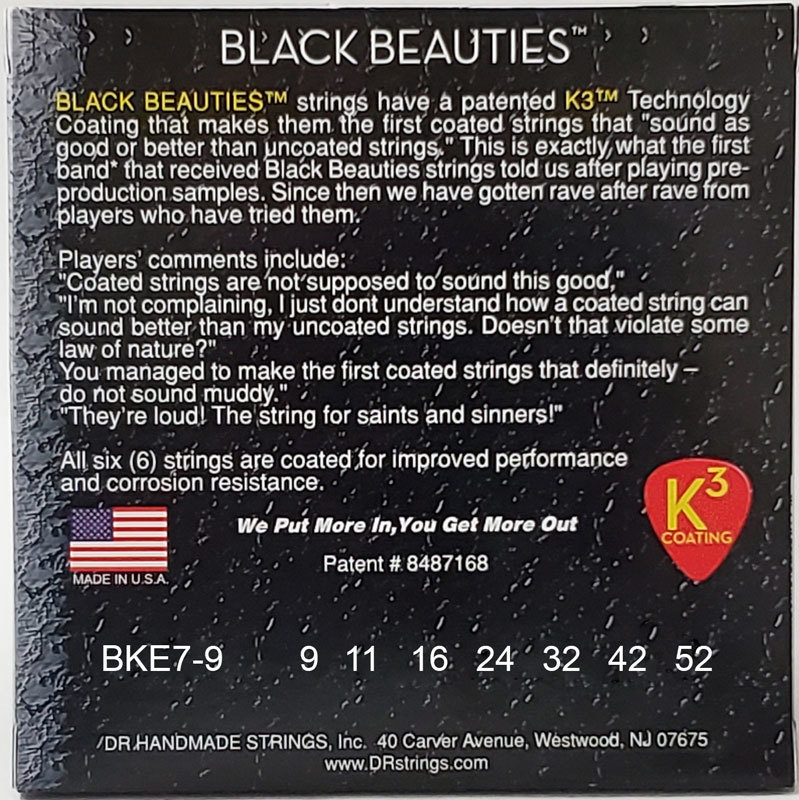 BLACK BEAUTIES™
BLACK BEAUTIES™ strings have a patented K3™ Technology
Coating that makes them the first coated strings that "sound as
good or better than uncoated strings." This is exactly what the first
band* that received Black Beauties strings told us after playing pre-
production samples. Since then we have gotten rave after rave from
players who have tried them.
Players' comments include:
"Coated strings are not supposed to sound this good,"
"I'm not complaining, I just dont understand how a coated string can
sound better than my uncoated strings. Doesn't that violate some
law of nature?"
You managed to make the first coated strings that definitely –
do not sound muddy."
"They're loud! The string for saints and sinners!"
All six (6) strings are coated for improved performance
and corrosion resistance.
K3
COATING
We Put More In, You Get More Out
MADE IN U.S.A.
Patent # 8487168
BKE7-9 9 11 16 24 32 42 52
DR HANDMADE STRINGS, Inc. 40 Carver Avenue, Westwood, NJ 07675
www.DRstrings.com